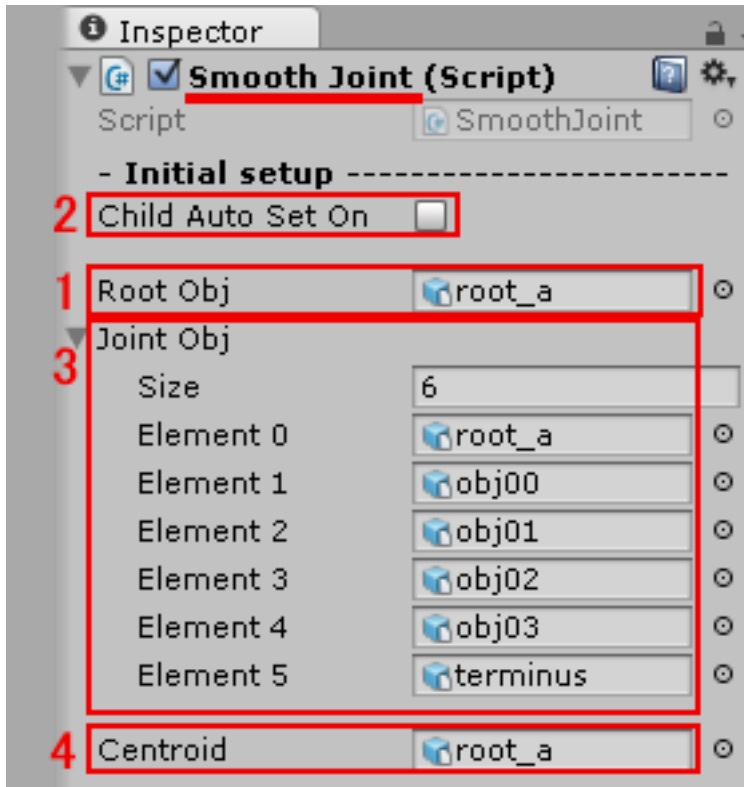 Inspector
Smooth Joint (Script)
Script SmoothJoint
- Initial setup -----------------------
2 Child Auto Set On
1 Root Obj root_a
Joint Obj
3
Size 6
Element 0 root_a
Element 1 obj00
Element 2 obj01
Element 3 obj02
Element 4 obj03
Element 5 terminus
4 Centroid root_a